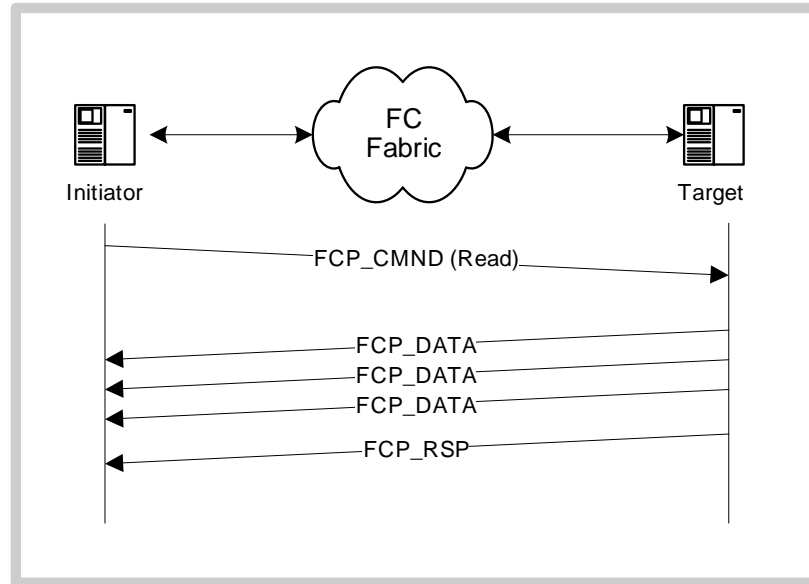 FC
Fabric
Initiator
Target
FCP_CMND (Read)
FCP_DATA
FCP_DATA
FCP_DATA
FCP_RSP